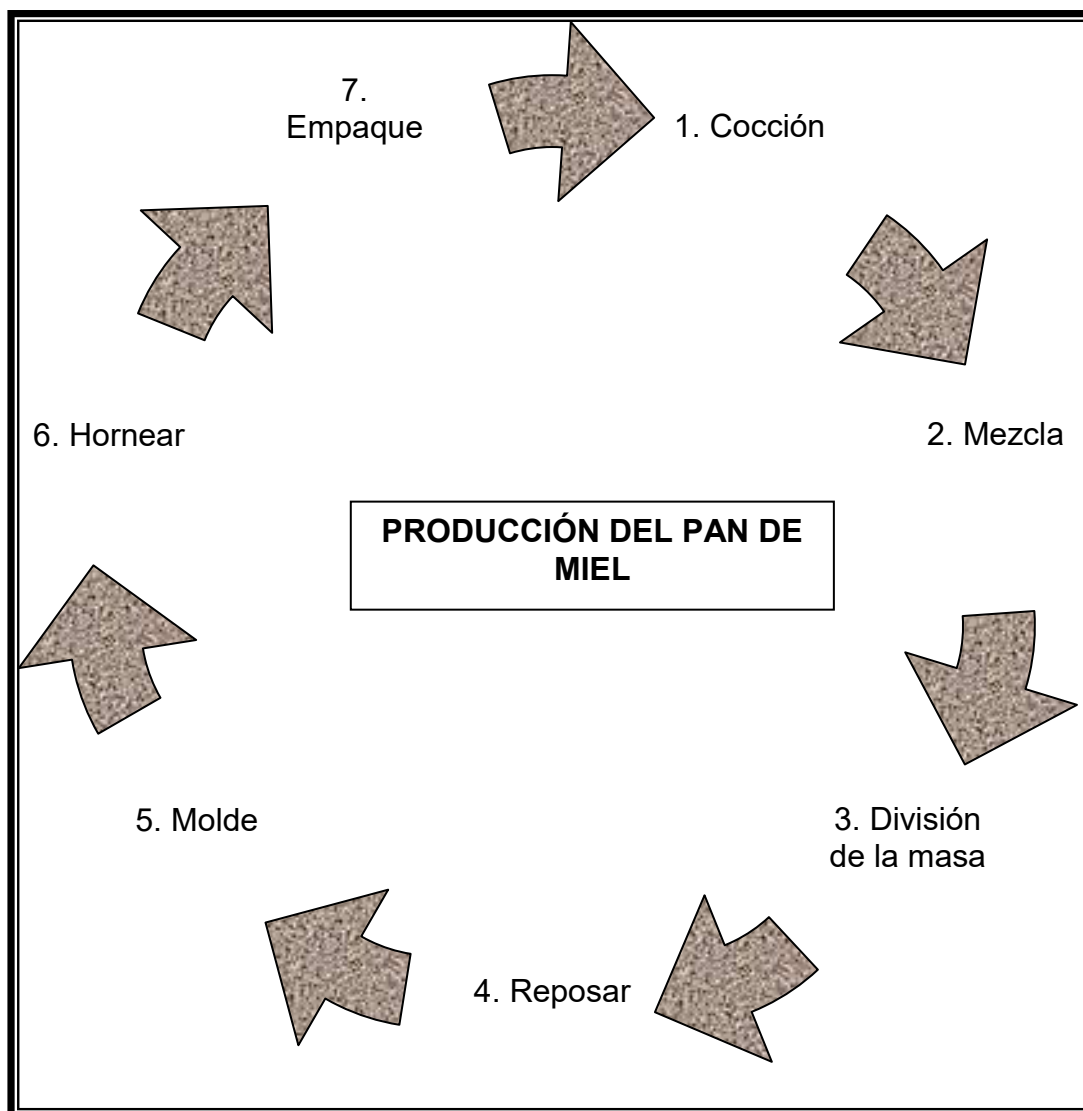 7.
Empaque
1. Cocción
2. Mezcla
3. División
de la masa
4. Reposar
5. Molde
6. Hornear
PRODUCCIÓN DEL PAN DE
MIEL